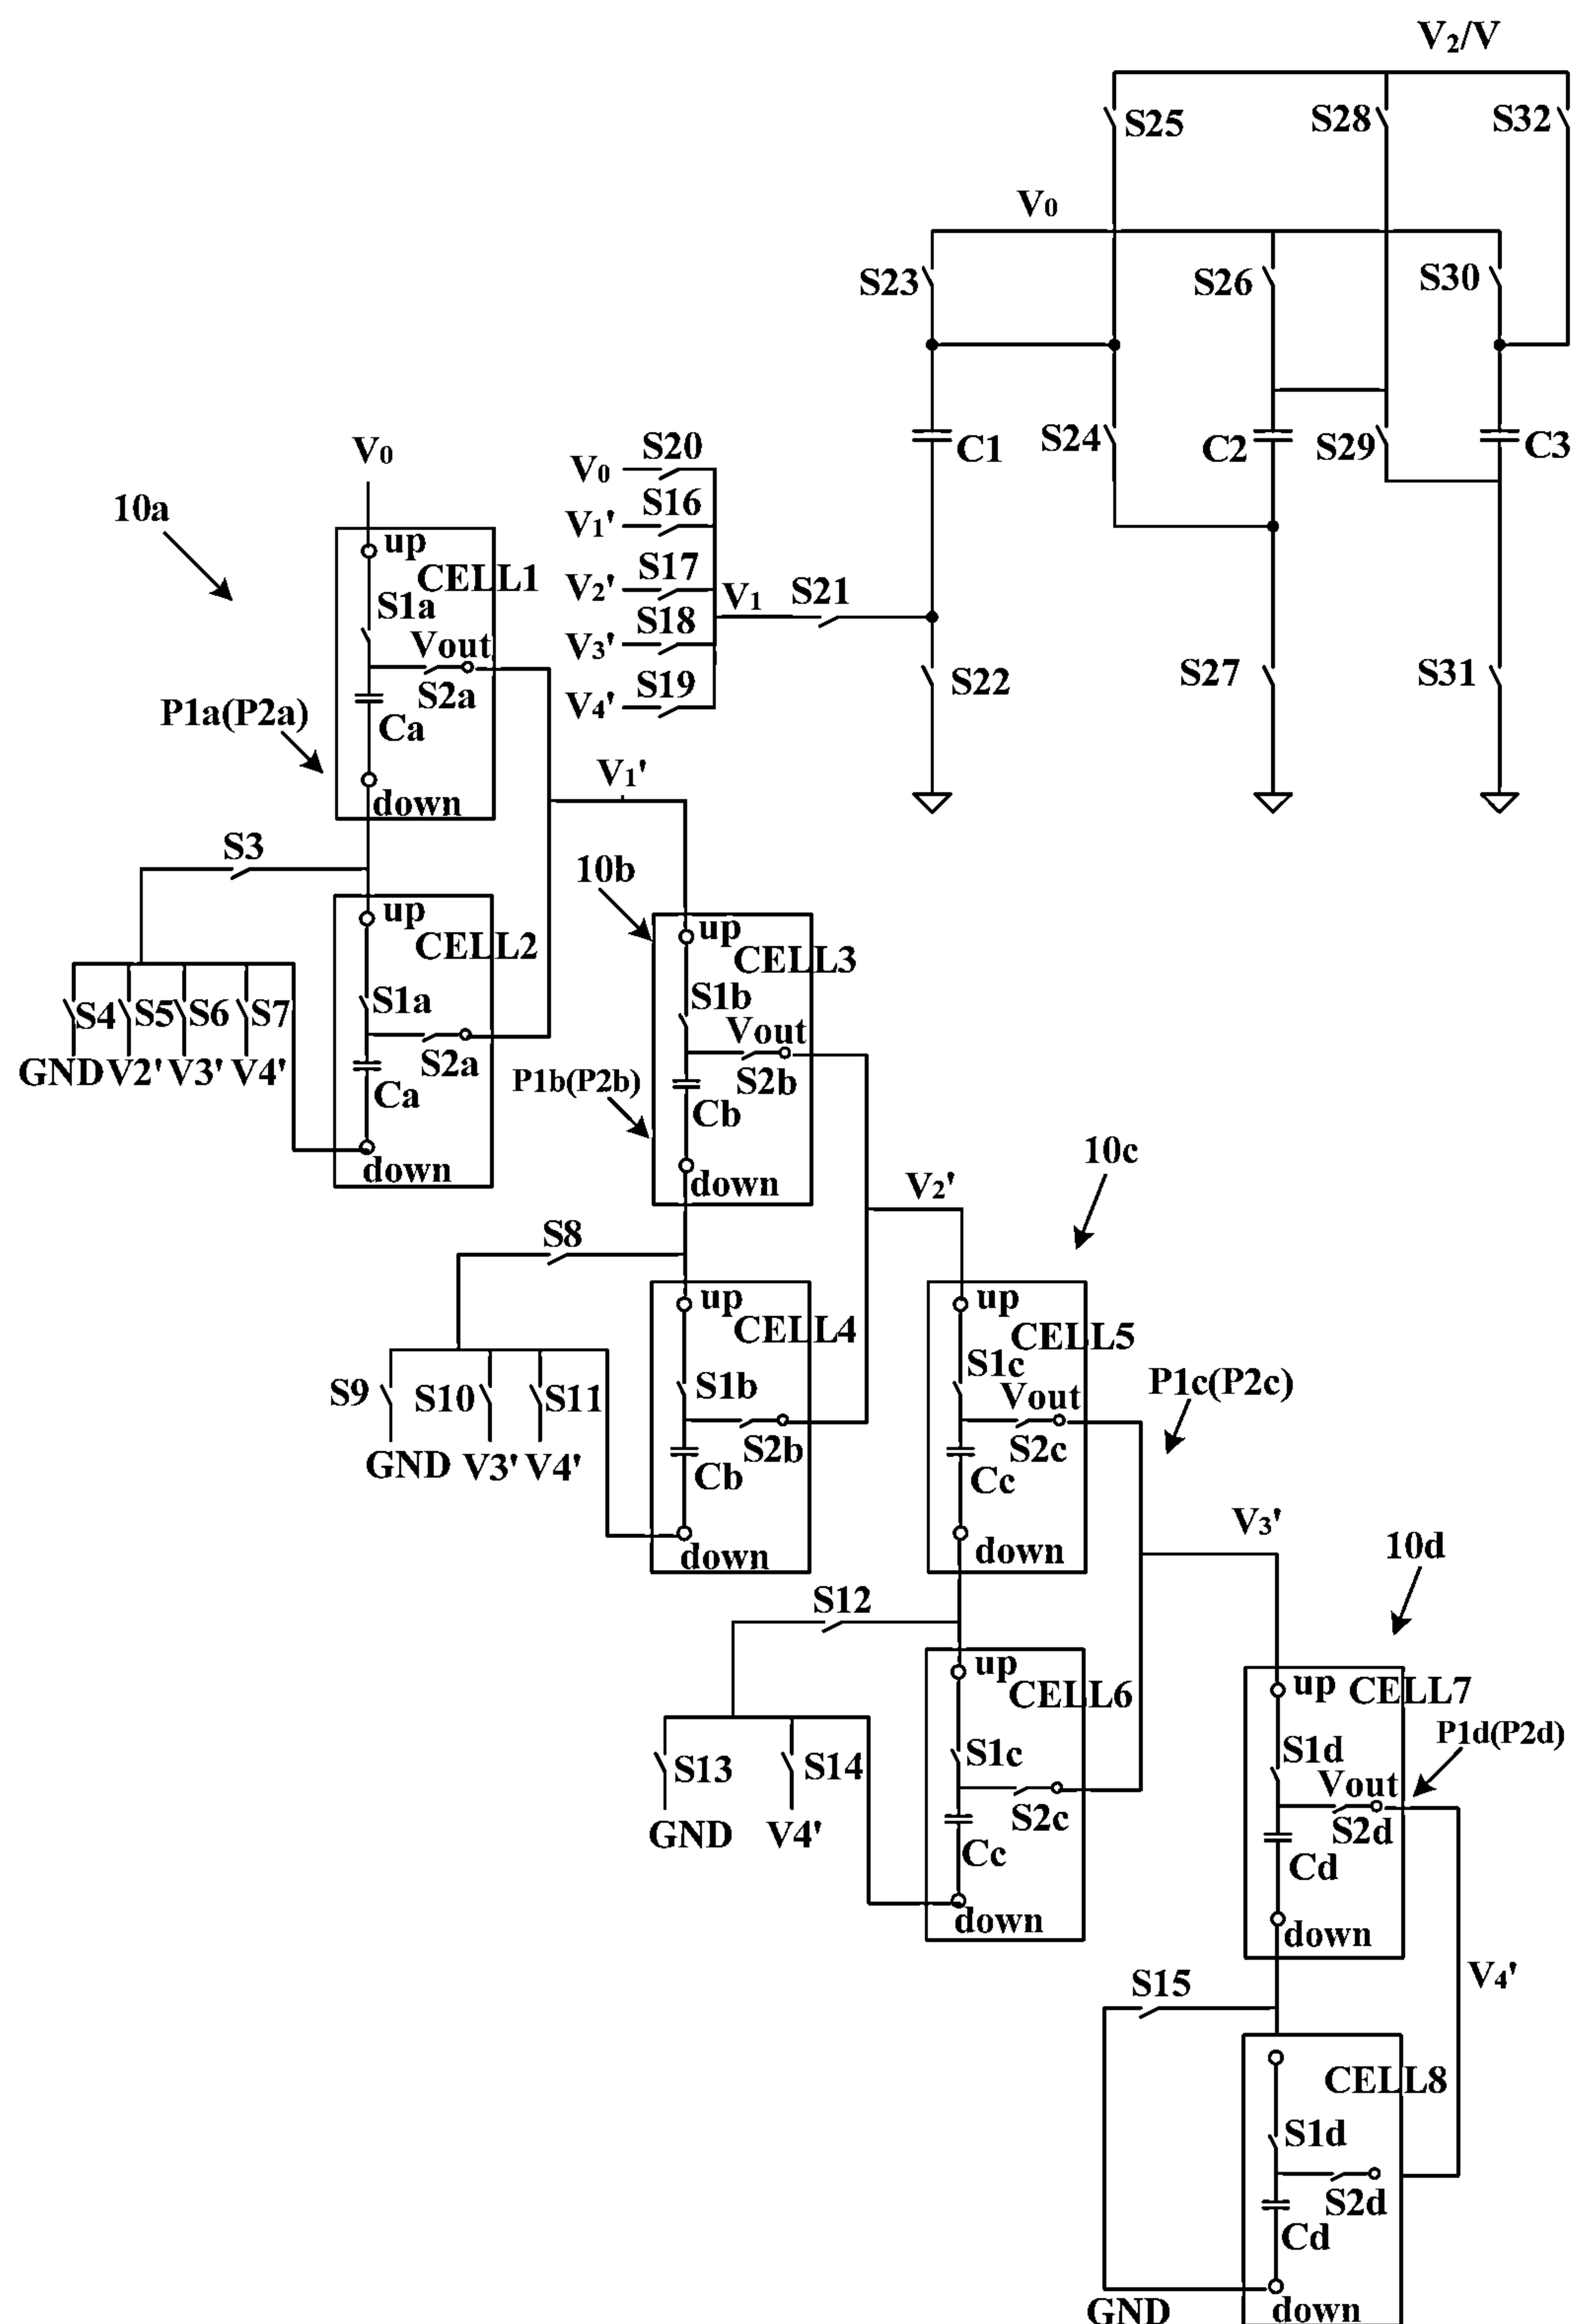 V2/V
S25
S28
S32
V0
S23
S26
S30
C1
S24
C2
S29
C3
V0
S20
V0
10a
S16
V1'
up
CELL1
S17
V2'
V1
S21
S1a
S18
V3'
Vout
S22
S27
S31
S19
V4'
S2a
P1a(P2a)
Ca
V1'
down
S3
10b
up
CELL2
up
CELL3
S1a
S1b
S4
S5
S6
S7
Vout
GND
V2'
V3'
V4'
S2a
P1b(P2b)
S2b
Ca
Cb
10c
down
down
V2'
S8
up
CELL4
up
CELL5
S1b
S1c
P1c(P2c)
S9
S10
S11
Vout
S2b
S2c
GND
V3'
V4'
Cb
Cc
V3'
10d
down
down
S12
up
CELL6
up
CELL7
P1d(P2d)
S13
S14
S1c
S1d
Vout
S2c
S2d
GND
V4'
Cc
Cd
down
down
S15
V4'
CELL8
S1d
S2d
Cd
GND
down